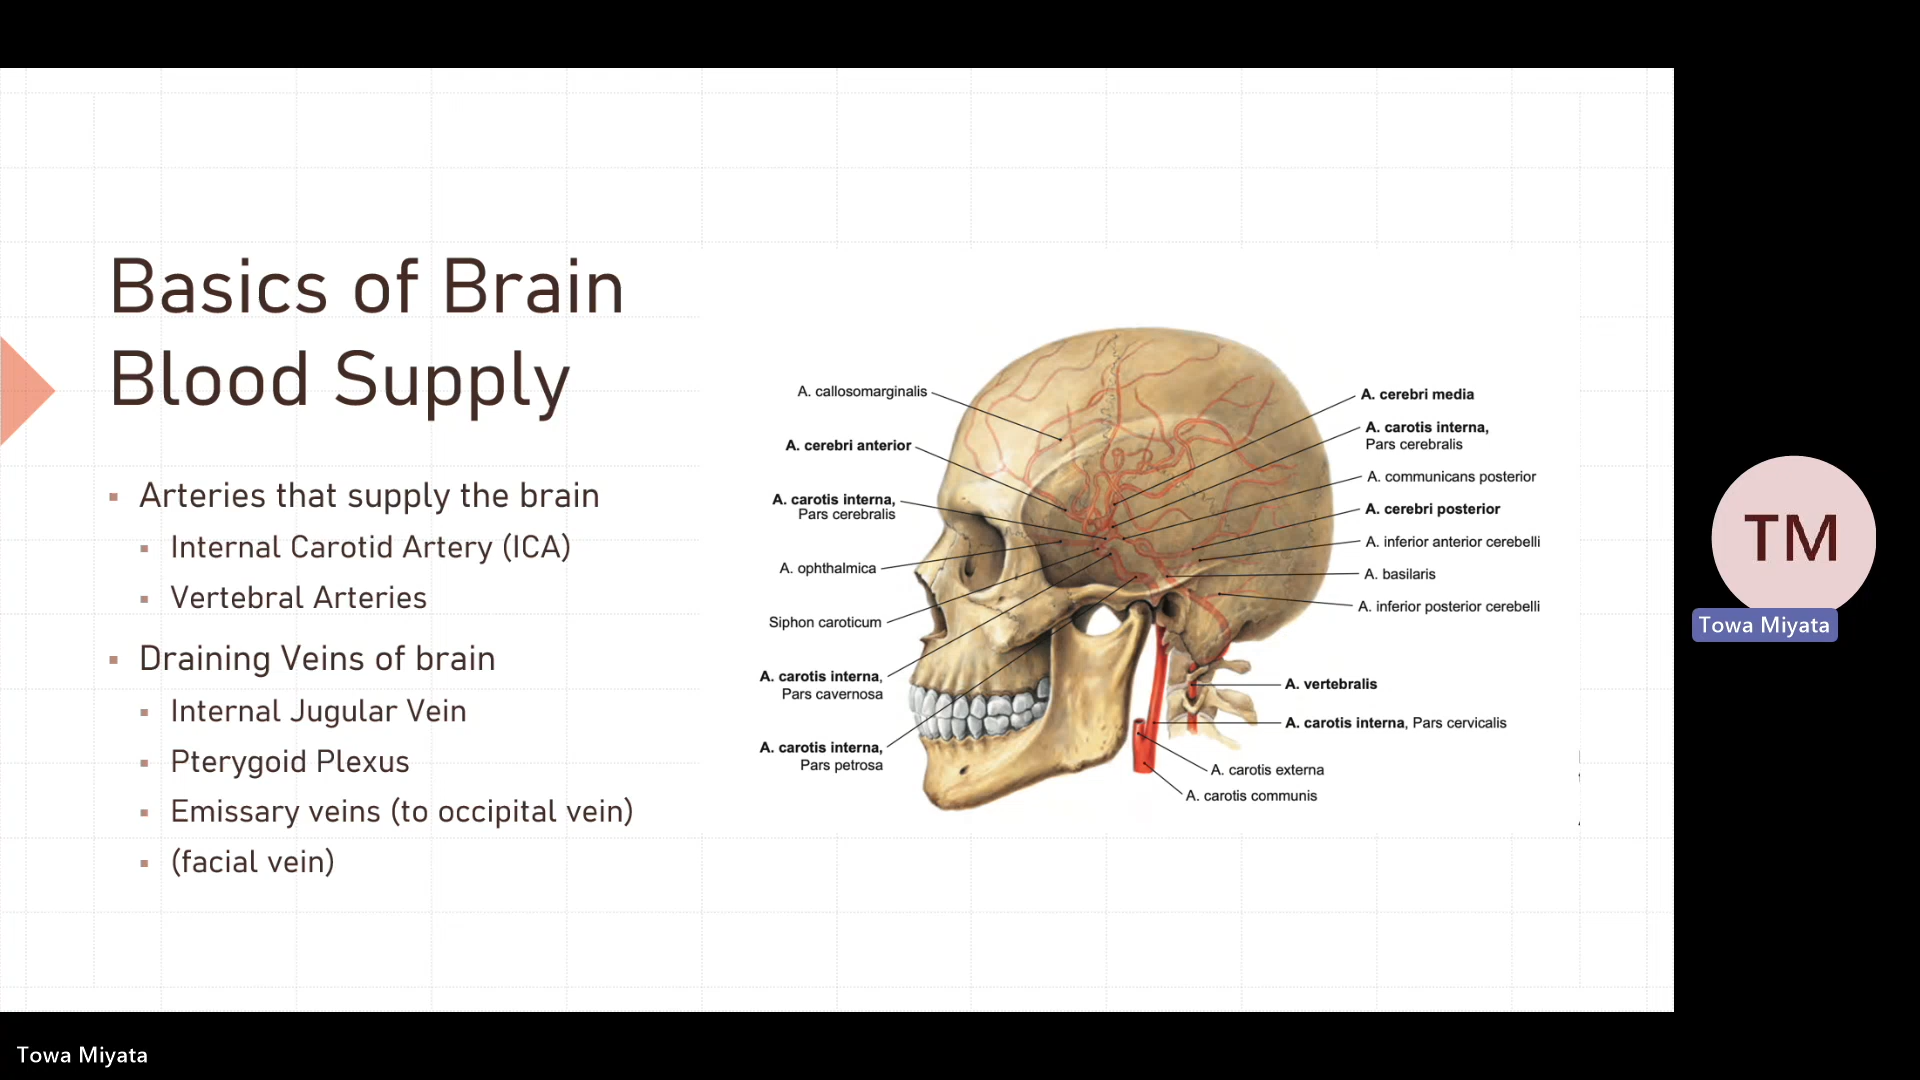 Basics of Brain
Blood Supply
Arteries that supply the brain
Internal Carotid Artery (ICA)
Vertebral Arteries
Draining Veins of brain
Internal Jugular Vein
Pterygoid Plexus
Emissary veins (to occipital vein)
(facial vein)
A. callosomarginalis
A. cerebri anterior
A. carotis interna,
Pars cerebralis
A. ophthalmica
Siphon caroticum
A. carotis interna,
Pars cavernosa
A. carotis interna,
Pars petrosa
A. cerebri media
A. carotis interna,
Pars cerebralis
A. communicans posterior
A. cerebri posterior
A. inferior anterior cerebelli
A. basilaris
A. inferior posterior cerebelli
A. vertebralis
A. carotis interna, Pars cervicalis
A. carotis externa
A. carotis communis
TM
Towa Miyata
Towa Miyata